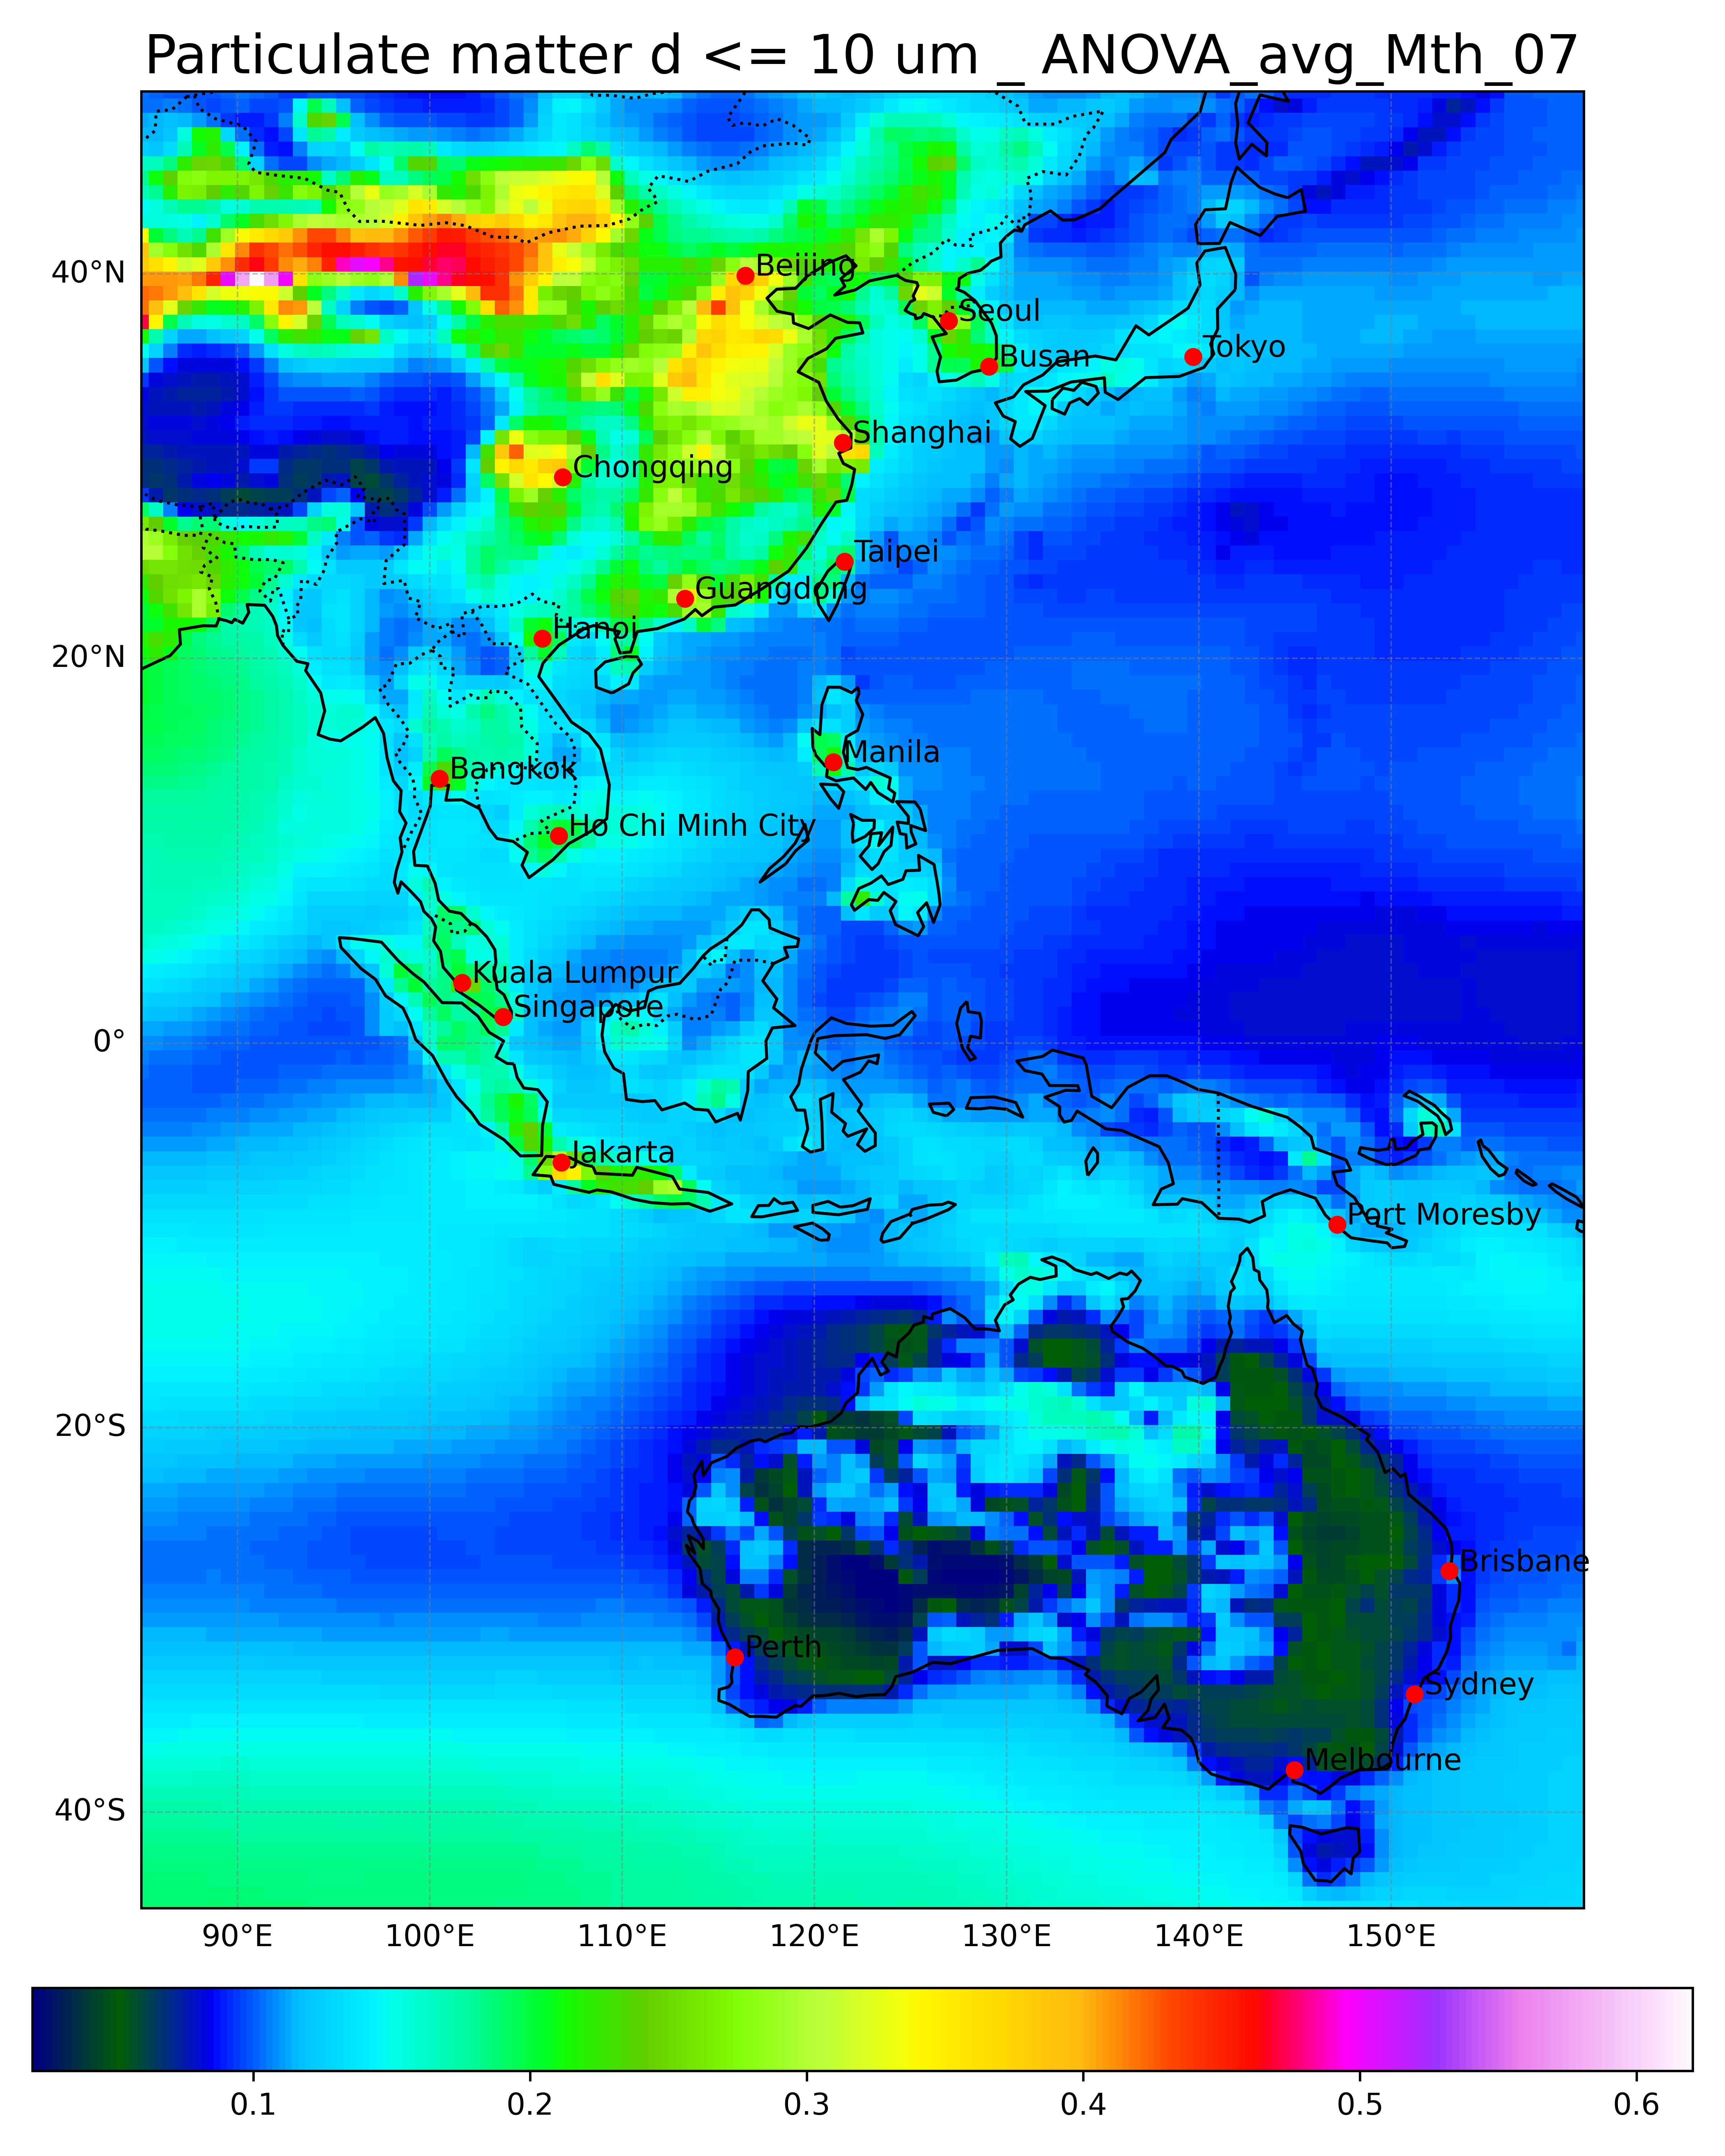 Particulate matter d <= 10 um _ ANOVA_avg_Mth_07
40°N
20°N
0°
20°S
40°S
Beijing
Seoul
Busan
Tokyo
Shanghai
Chongqing
Taipei
Guangdong
Hanoi
Manila
Bangkok
Ho Chi Minh City
Kuala Lumpur
Singapore
Jakarta
Port Moresby
Brisbane
Perth
Sydney
Melbourne
90°E 100°E 110°E 120°E 130°E 140°E 150°E
0.1 0.2 0.3 0.4 0.5 0.6